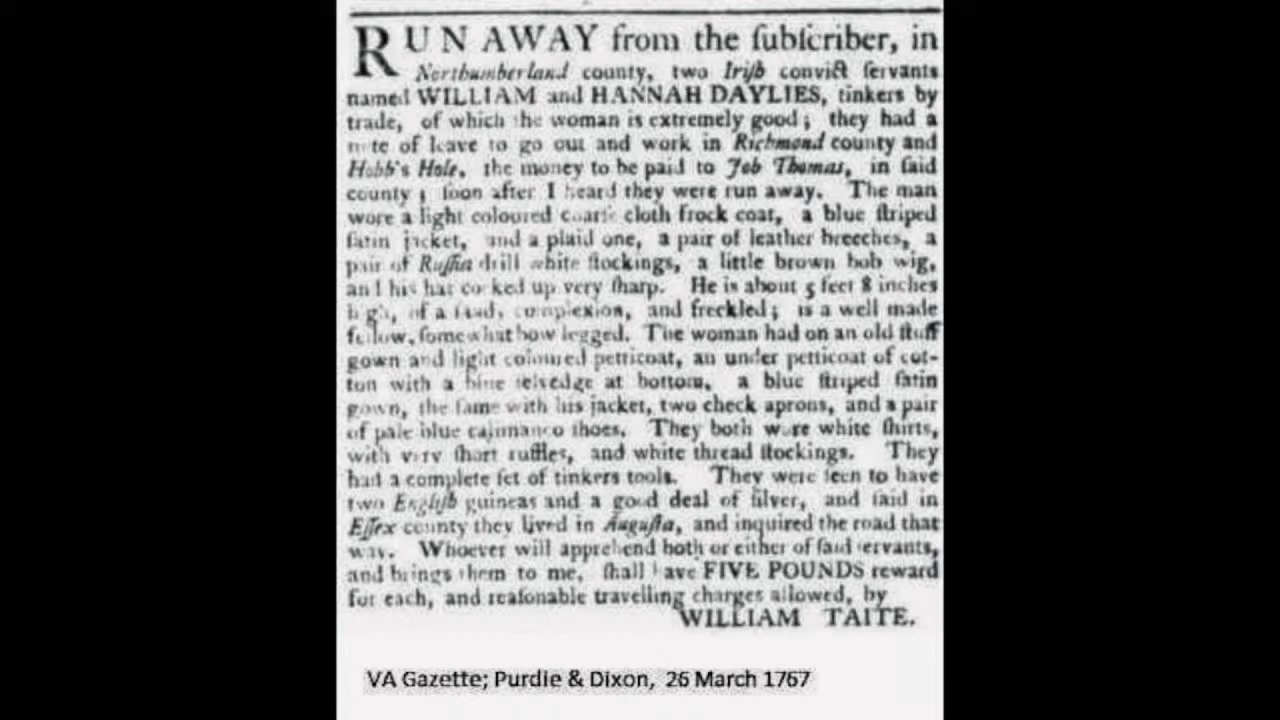 RUN AWAY from the ſubſcriber, in
Northumberland county, two Iriſh convict ſervants
named WILLIAM and HANNAH DAYLIES, tinkers by
trade, of which the woman is extremely good; they had a
note of leave to go out and work in Richmond county and
Hobb's Hole, the money to be paid to Job Thomas, in ſaid
county; ſoon after I heard they were run away. The man
wore a light coloured coarſe cloth frock coat, a blue ſtriped
ſatin jacket, and a plaid one, a pair of leather breeches, a
pair of Ruſſia drill white ſtockings, a little brown bob wig,
and his hat cocked up very ſharp. He is about 5 feet 8 inches
high, of a complexion, and freckled; is a well made
fellow, ſomewhat bow legged. The woman had on an old ſtuff
gown and light coloured petticoat, an under petticoat of cot-
ton with a blue ſelvedge at bottom, a blue ſtriped ſatin
gown, the ſame with his jacket, two check aprons, and a pair
of pale blue calimanco ſhoes. They both wore white ſhirts,
with very ſhort ruffles, and white thread ſtockings. They
had a complete ſet of tinkers tools. They were ſeen to have
two Engliſh guineas and a good deal of ſilver, and ſaid in
Eſſex county they lived in Auguſta, and inquired the road that
way. Whoever will apprehend both or either of ſaid ſervants,
and brings them to me, ſhall have FIVE POUNDS reward
for each, and reaſonable travelling charges allowed, by
WILLIAM TAITE.
VA Gazette; Purdie & Dixon, 26 March 1767